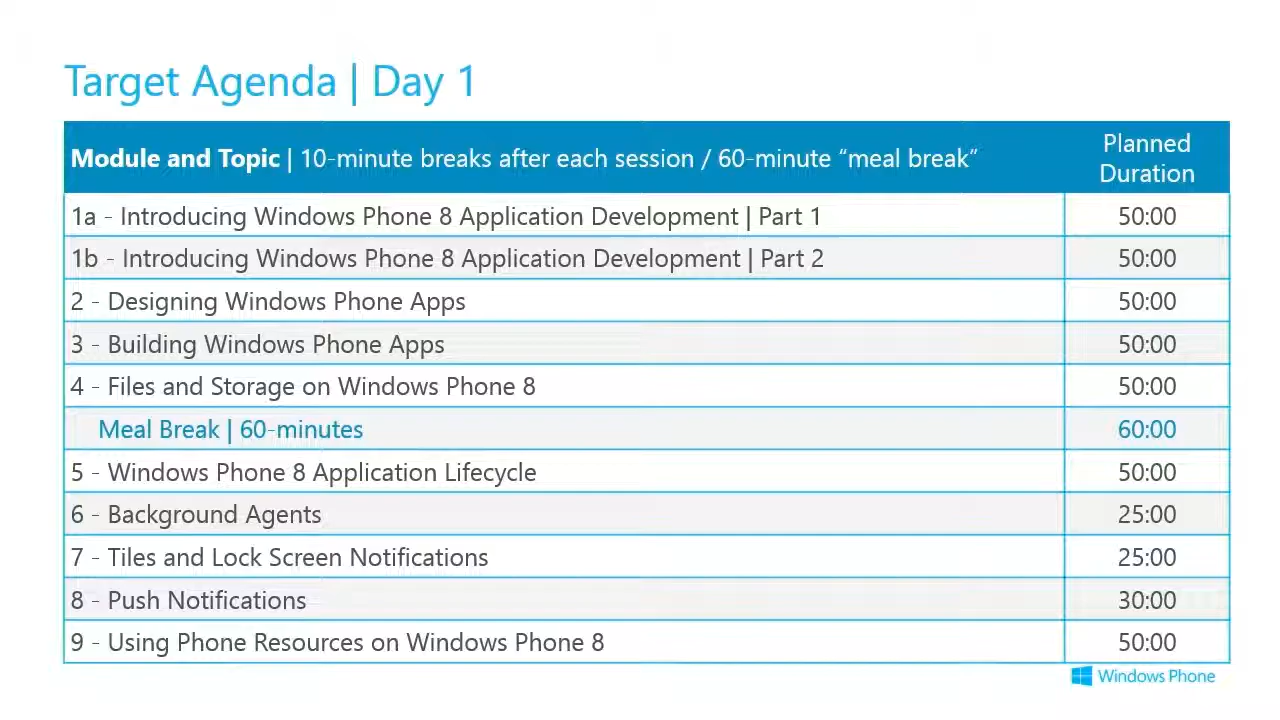 Target Agenda | Day 1
Module and Topic | 10-minute breaks after each session / 60-minute “meal break”
Planned
Duration
1a - Introducing Windows Phone 8 Application Development | Part 1
50:00
1b - Introducing Windows Phone 8 Application Development | Part 2
50:00
2 - Designing Windows Phone Apps
50:00
3 - Building Windows Phone Apps
50:00
4 - Files and Storage on Windows Phone 8
50:00
Meal Break | 60-minutes
60:00
5 - Windows Phone 8 Application Lifecycle
50:00
6 - Background Agents
25:00
7 - Tiles and Lock Screen Notifications
25:00
8 - Push Notifications
30:00
9 - Using Phone Resources on Windows Phone 8
50:00
Windows Phone